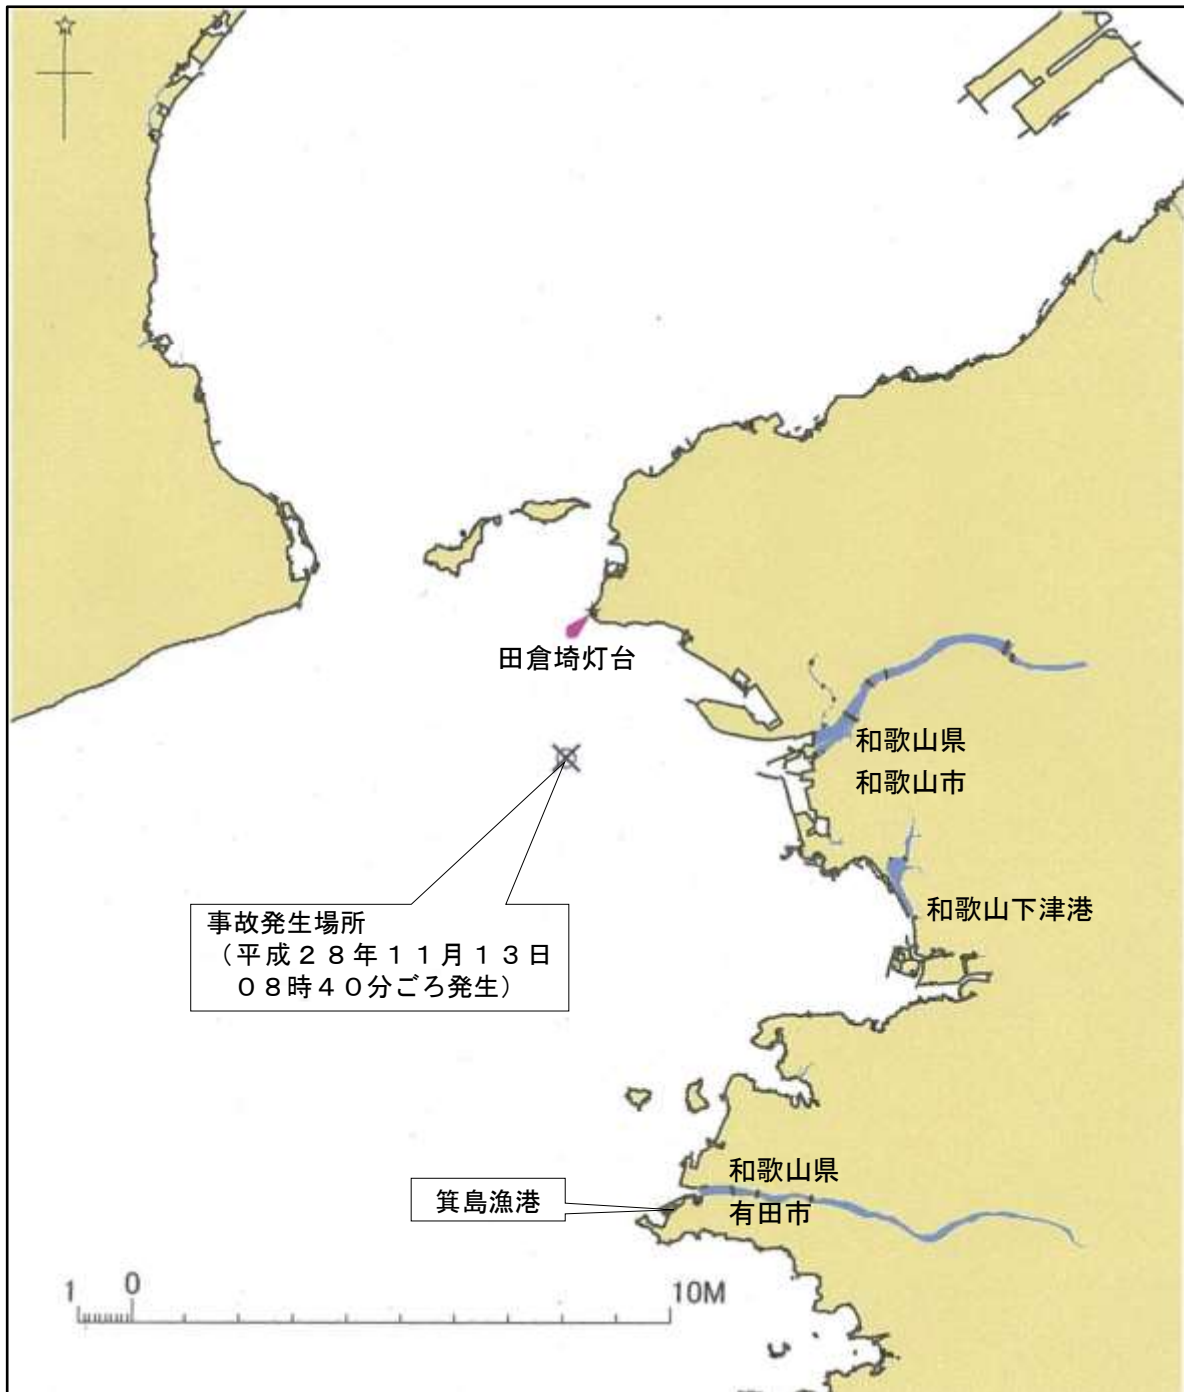 田倉埼灯台
和歌山県
和歌山市
和歌山下津港
事故発生場所
（平成２８年１１月１３日
０８時４０分ごろ発生）
和歌山県
有田市
箕島漁港
1 0 10M